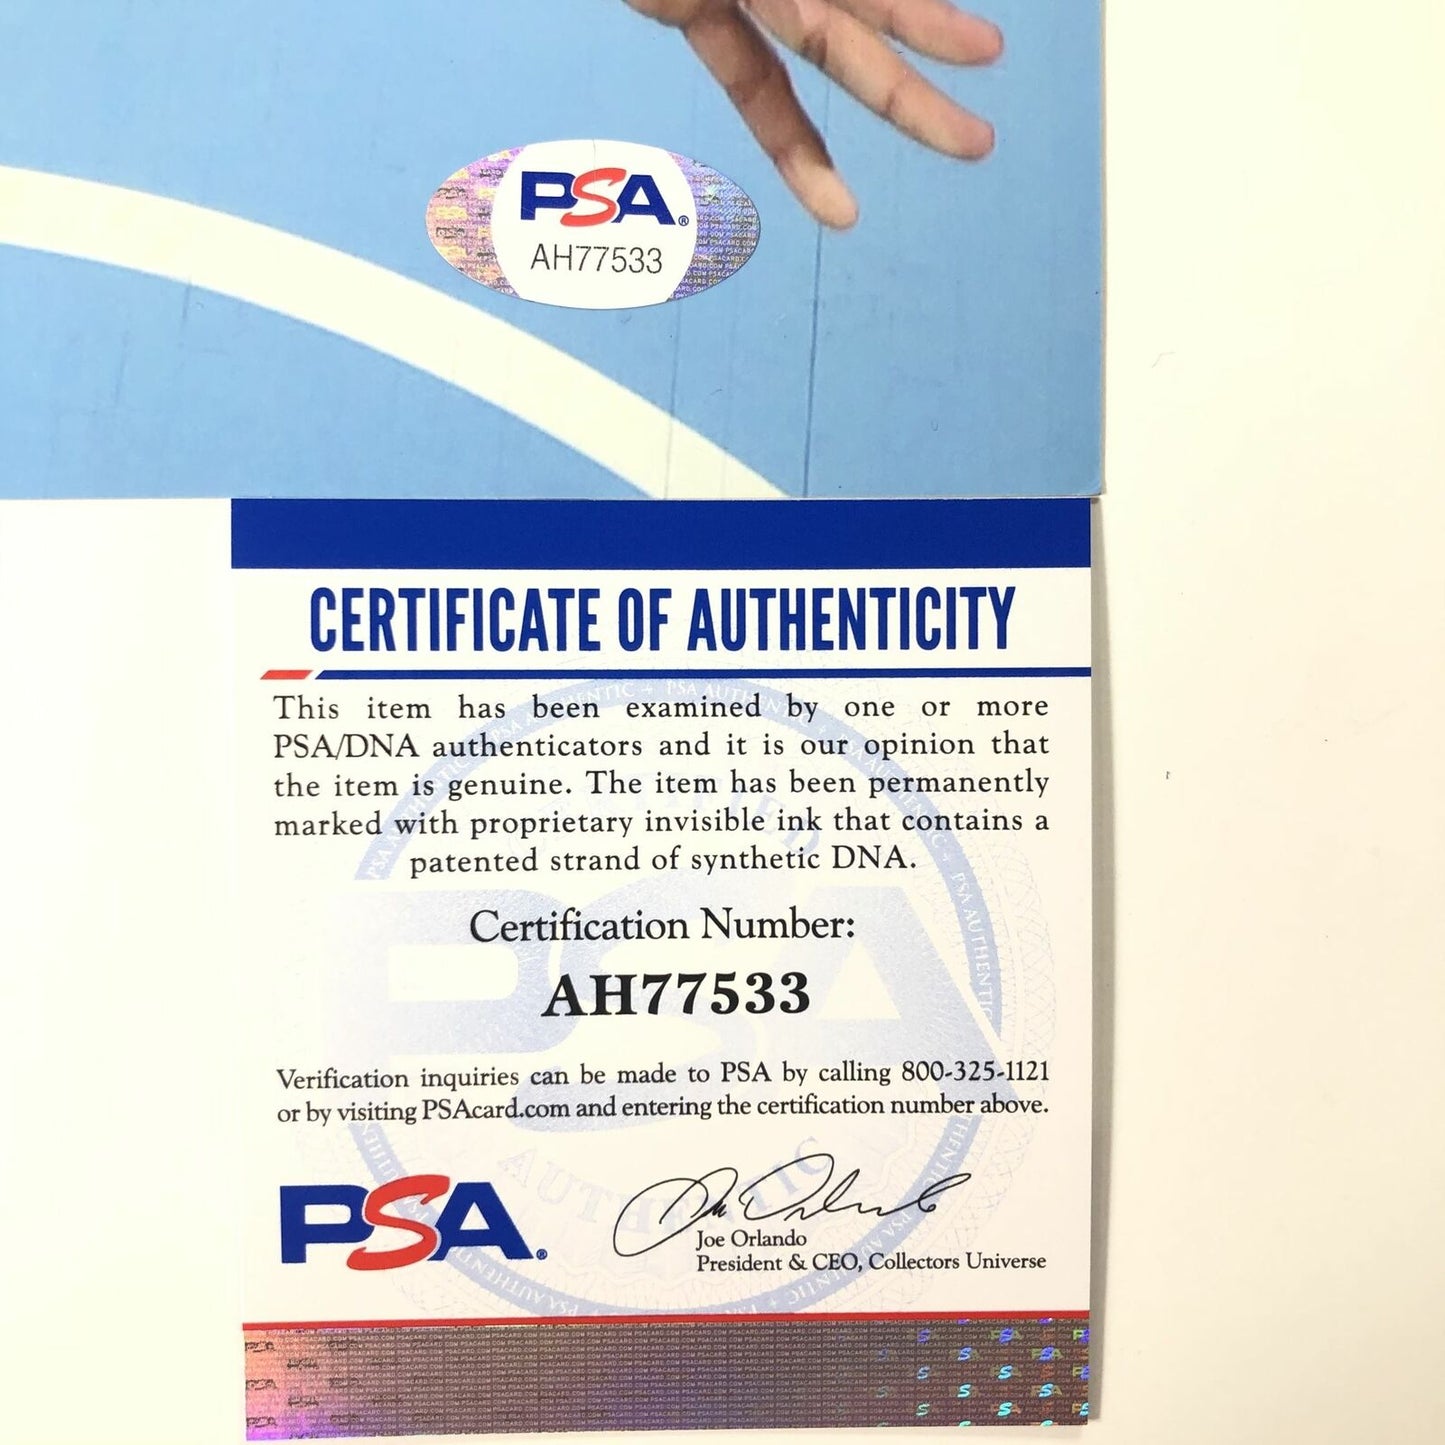 PSA®
AH77533
CERTIFICATE OF AUTHENTICITY
This item has been examined by one or more
PSA/DNA authenticators and it is our opinion that
the item is genuine. The item has been permanently
marked with proprietary invisible ink that contains a
patented strand of synthetic DNA.
Certification Number:
AH77533
Verification inquiries can be made to PSA by calling 800-325-1121
or by visiting PSAcard.com and entering the certification number above.
PSA®
Joe Orlando
President & CEO, Collectors Universe